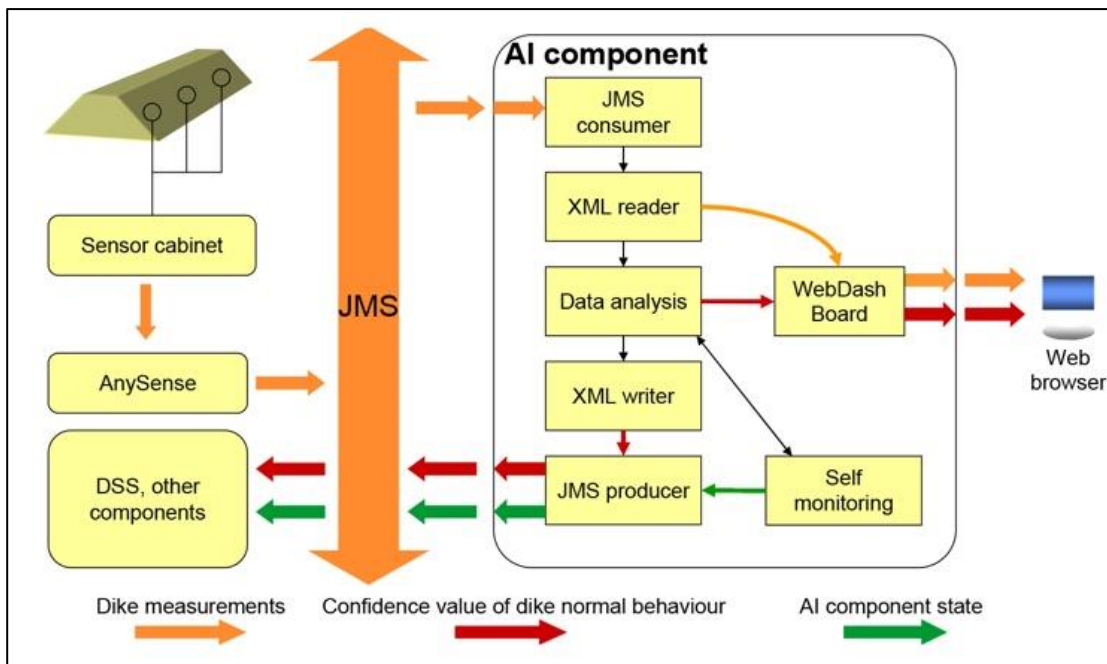 AI component
JMS
consumer
XML reader
Sensor cabinet
Data analysis
WebDash
Board
JMS
Web
browser
AnySense
XML writer
DSS, other
components
JMS producer
Self
monitoring
Dike measurements
Confidence value of dike normal behaviour
AI component state